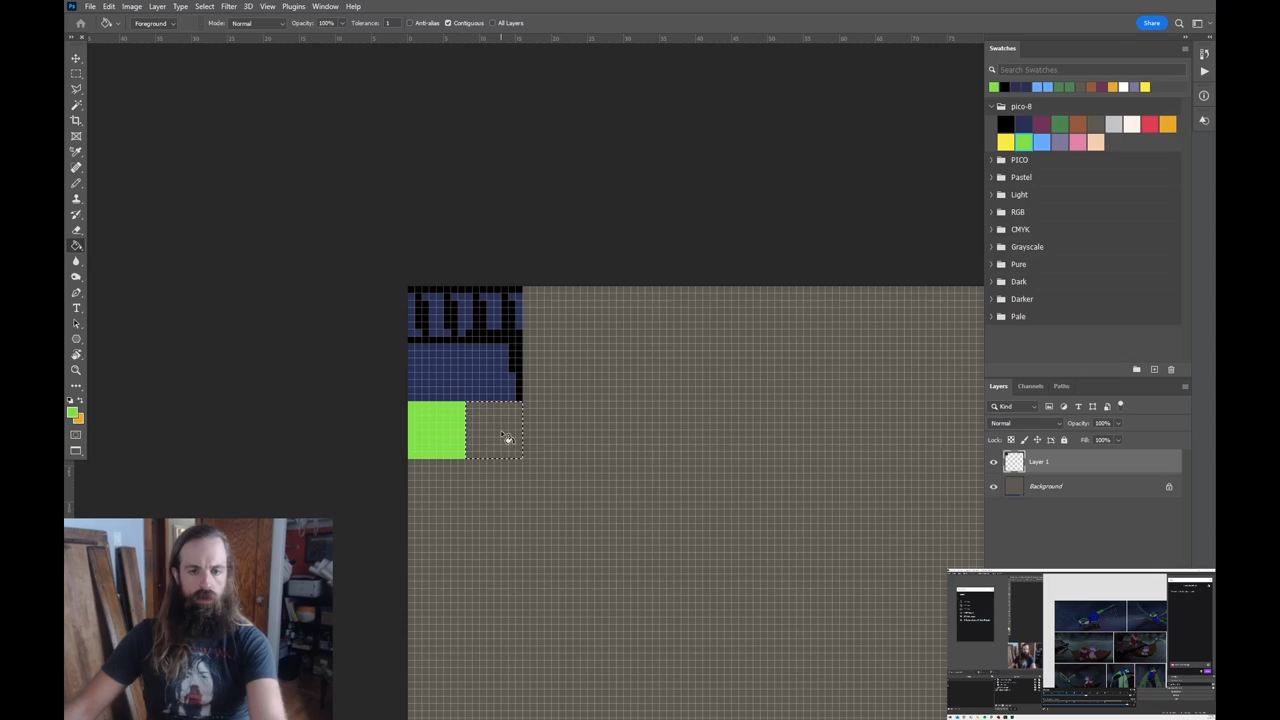 Ps File Edit Image Layer Type Select Filter 3D View Plugins Window Help
Foreground Mode: Normal Opacity: 100% Tolerance: 1 Anti-alias Contiguous All Layers Share
Swatches
Search Swatches
pico-8
PICO
Pastel
Light
RGB
CMYK
Grayscale
Pure
Dark
Darker
Pale
Layers Channels Paths
Kind
Normal Opacity: 100%
Lock: Fill: 100%
Layer 1
Background